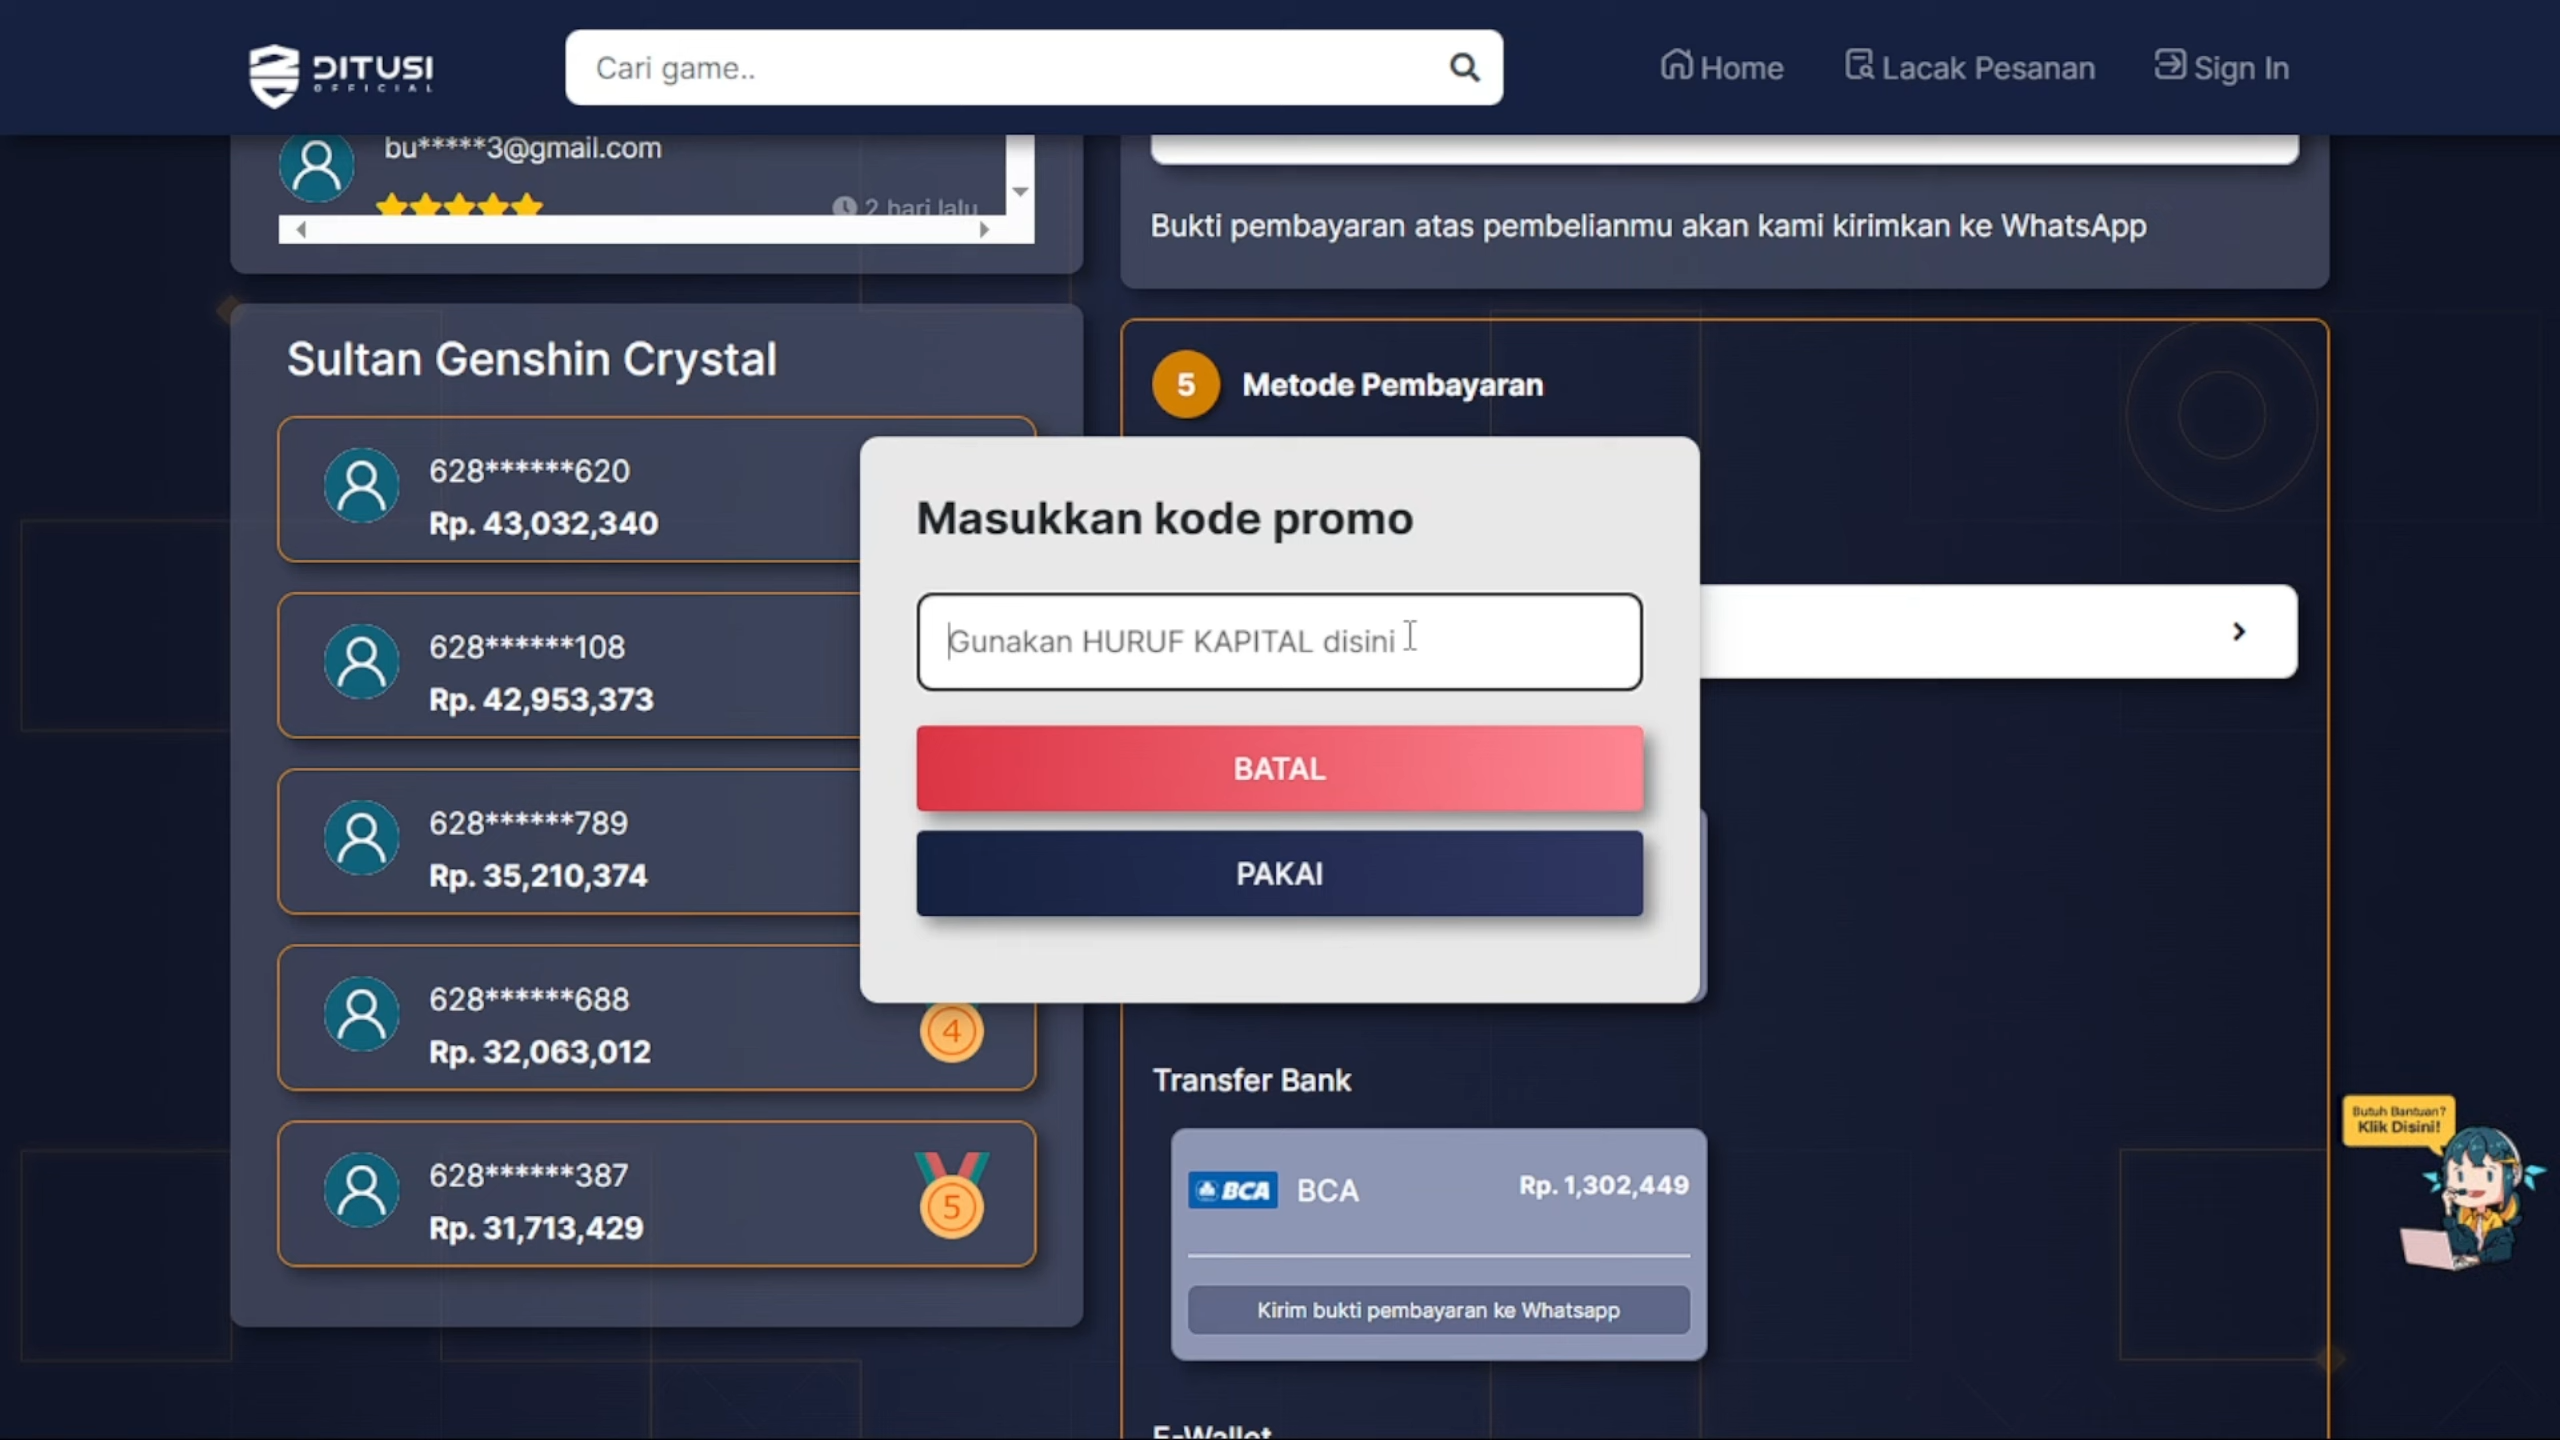 DITUSI
OFFICIAL
Cari game..
Home
Lacak Pesanan
Sign In
bu*****3@gmail.com
2 hari lalu
Sultan Genshin Crystal
628******620
Rp. 43,032,340
628******108
Rp. 42,953,373
628******789
Rp. 35,210,374
628******688
Rp. 32,063,012
4
628******387
Rp. 31,713,429
5
Bukti pembayaran atas pembelianmu akan kami kirimkan ke WhatsApp
5 Metode Pembayaran
Masukkan kode promo
Gunakan HURUF KAPITAL disini
BATAL
PAKAI
Transfer Bank
BCA BCA Rp. 1,302,449
Kirim bukti pembayaran ke Whatsapp
E-Wallet
Butuh Bantuan?
Klik Disini!